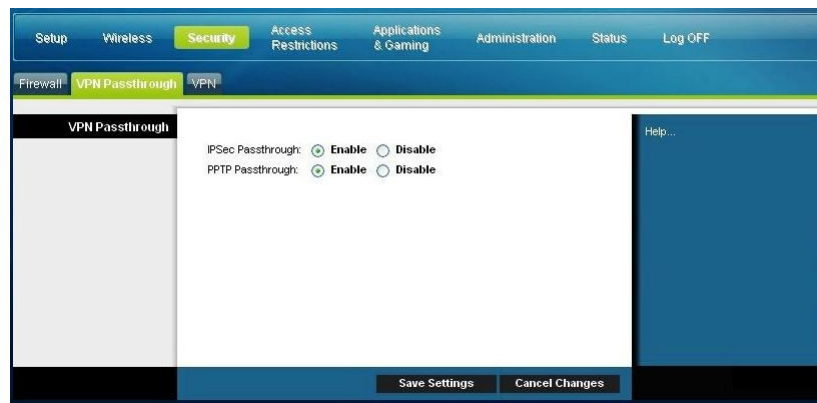 Setup Wireless Security Access Restrictions Applications & Gaming Administration Status Log OFF
Firewall VPN Passthrough VPN
VPN Passthrough
Help...
IPSec Passthrough: Enable Disable
PPTP Passthrough: Enable Disable
Save Settings Cancel Changes